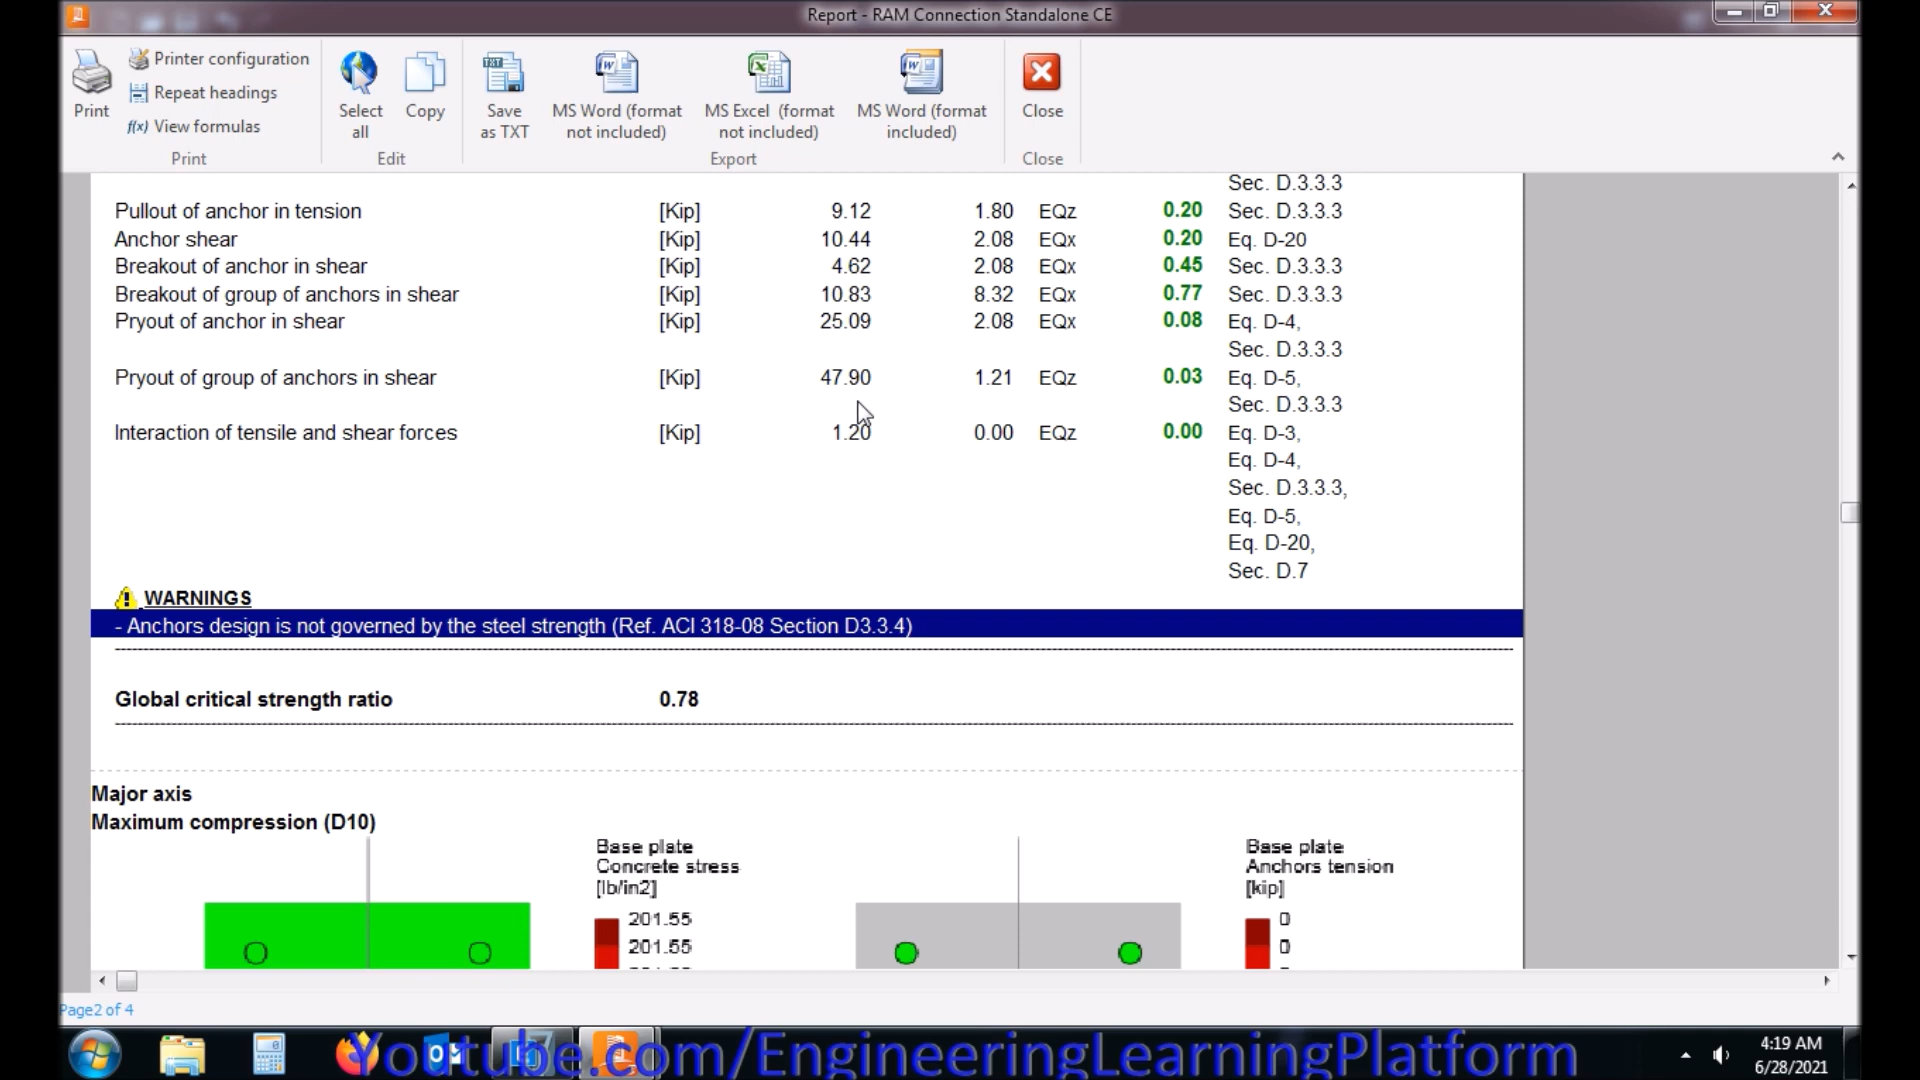 Report - RAM Connection Standalone CE
Print
Printer configuration
Repeat headings
f(x) View formulas
Print
Select all
Copy
Edit
TXT
Save as TXT
MS Word (format not included)
MS Excel (format not included)
MS Word (format included)
Export
Close
Close
Sec. D.3.3.3
Pullout of anchor in tension [Kip] 9.12 1.80 EQz 0.20 Sec. D.3.3.3
Anchor shear [Kip] 10.44 2.08 EQx 0.20 Eq. D-20
Breakout of anchor in shear [Kip] 4.62 2.08 EQx 0.45 Sec. D.3.3.3
Breakout of group of anchors in shear [Kip] 10.83 8.32 EQx 0.77 Sec. D.3.3.3
Pryout of anchor in shear [Kip] 25.09 2.08 EQx 0.08 Eq. D-4,
Sec. D.3.3.3
Pryout of group of anchors in shear [Kip] 47.90 1.21 EQz 0.03 Eq. D-5,
Sec. D.3.3.3
Interaction of tensile and shear forces [Kip] 1.20 0.00 EQz 0.00 Eq. D-3,
Eq. D-4,
Sec. D.3.3.3,
Eq. D-5,
Eq. D-20,
Sec. D.7
WARNINGS
- Anchors design is not governed by the steel strength (Ref. ACI 318-08 Section D3.3.4)
Global critical strength ratio 0.78
Major axis
Maximum compression (D10)
Base plate
Concrete stress
[lb/in2]
201.55
201.55
Base plate
Anchors tension
[kip]
0
0
Page2 of 4
Youtube.com/EngineeringLearningPlatform
4:19 AM
6/28/2021